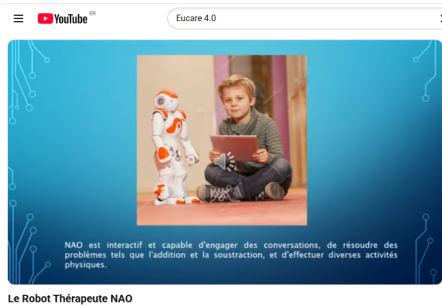 YouTube FR
Eucare 4.0
NAO est interactif et capable d'engager des conversations, de résoudre des
problèmes tels que l'addition et la soustraction, et d'effectuer diverses activités
physiques.
Le Robot Thérapeute NAO